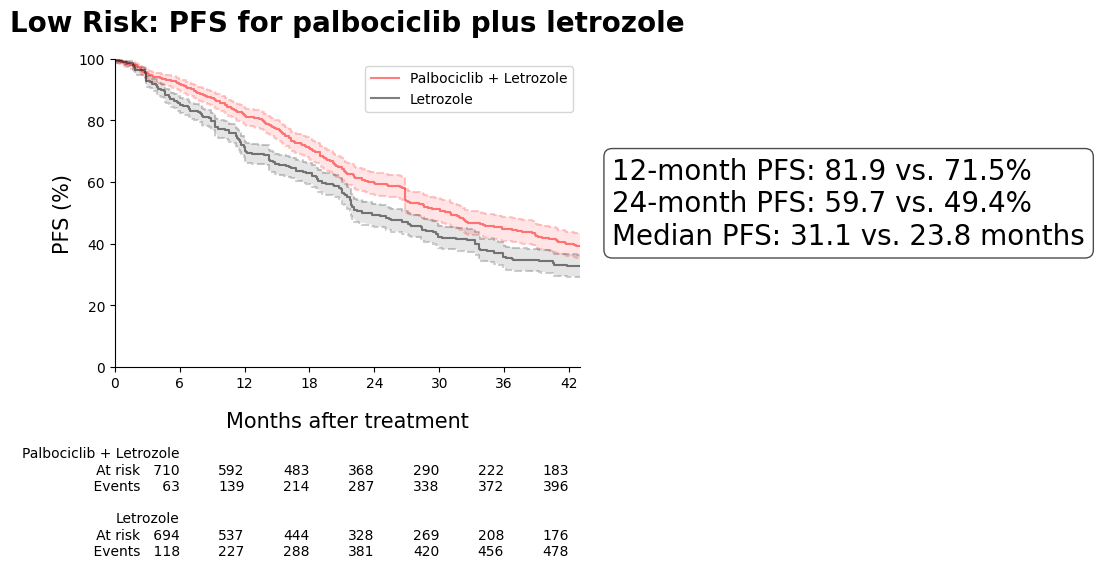 Low Risk: PFS for palbociclib plus letrozole
100
80
60
40
20
0
PFS (%)
Palbociclib + Letrozole
Letrozole
0 6 12 18 24 30 36 42
Months after treatment
12-month PFS: 81.9 vs. 71.5%
24-month PFS: 59.7 vs. 49.4%
Median PFS: 31.1 vs. 23.8 months
Palbociclib + Letrozole
At risk 710 592 483 368 290 222 183
Events 63 139 214 287 338 372 396
Letrozole
At risk 694 537 444 328 269 208 176
Events 118 227 288 381 420 456 478